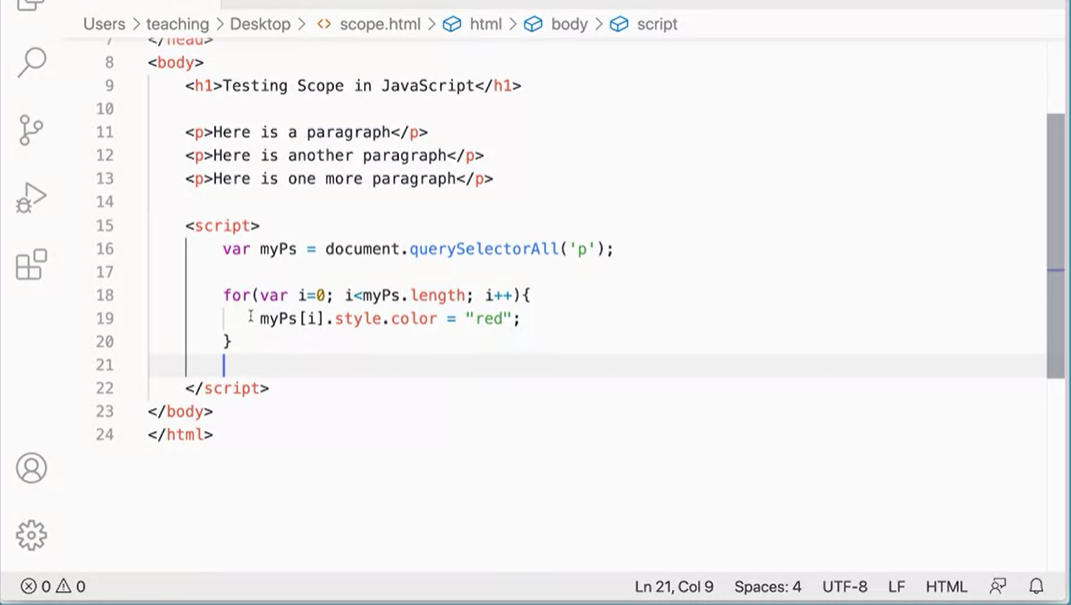 Users > teaching > Desktop > <> scope.html > html > body > script
7 </head>
8 <body>
9 <h1>Testing Scope in JavaScript</h1>
10
11 <p>Here is a paragraph</p>
12 <p>Here is another paragraph</p>
13 <p>Here is one more paragraph</p>
14
15 <script>
16 var myPs = document.querySelectorAll('p');
17
18 for(var i=0; i<myPs.length; i++){
19 myPs[i].style.color = "red";
20 }
21
22 </script>
23 </body>
24 </html>
0 0 Ln 21, Col 9 Spaces: 4 UTF-8 LF HTML